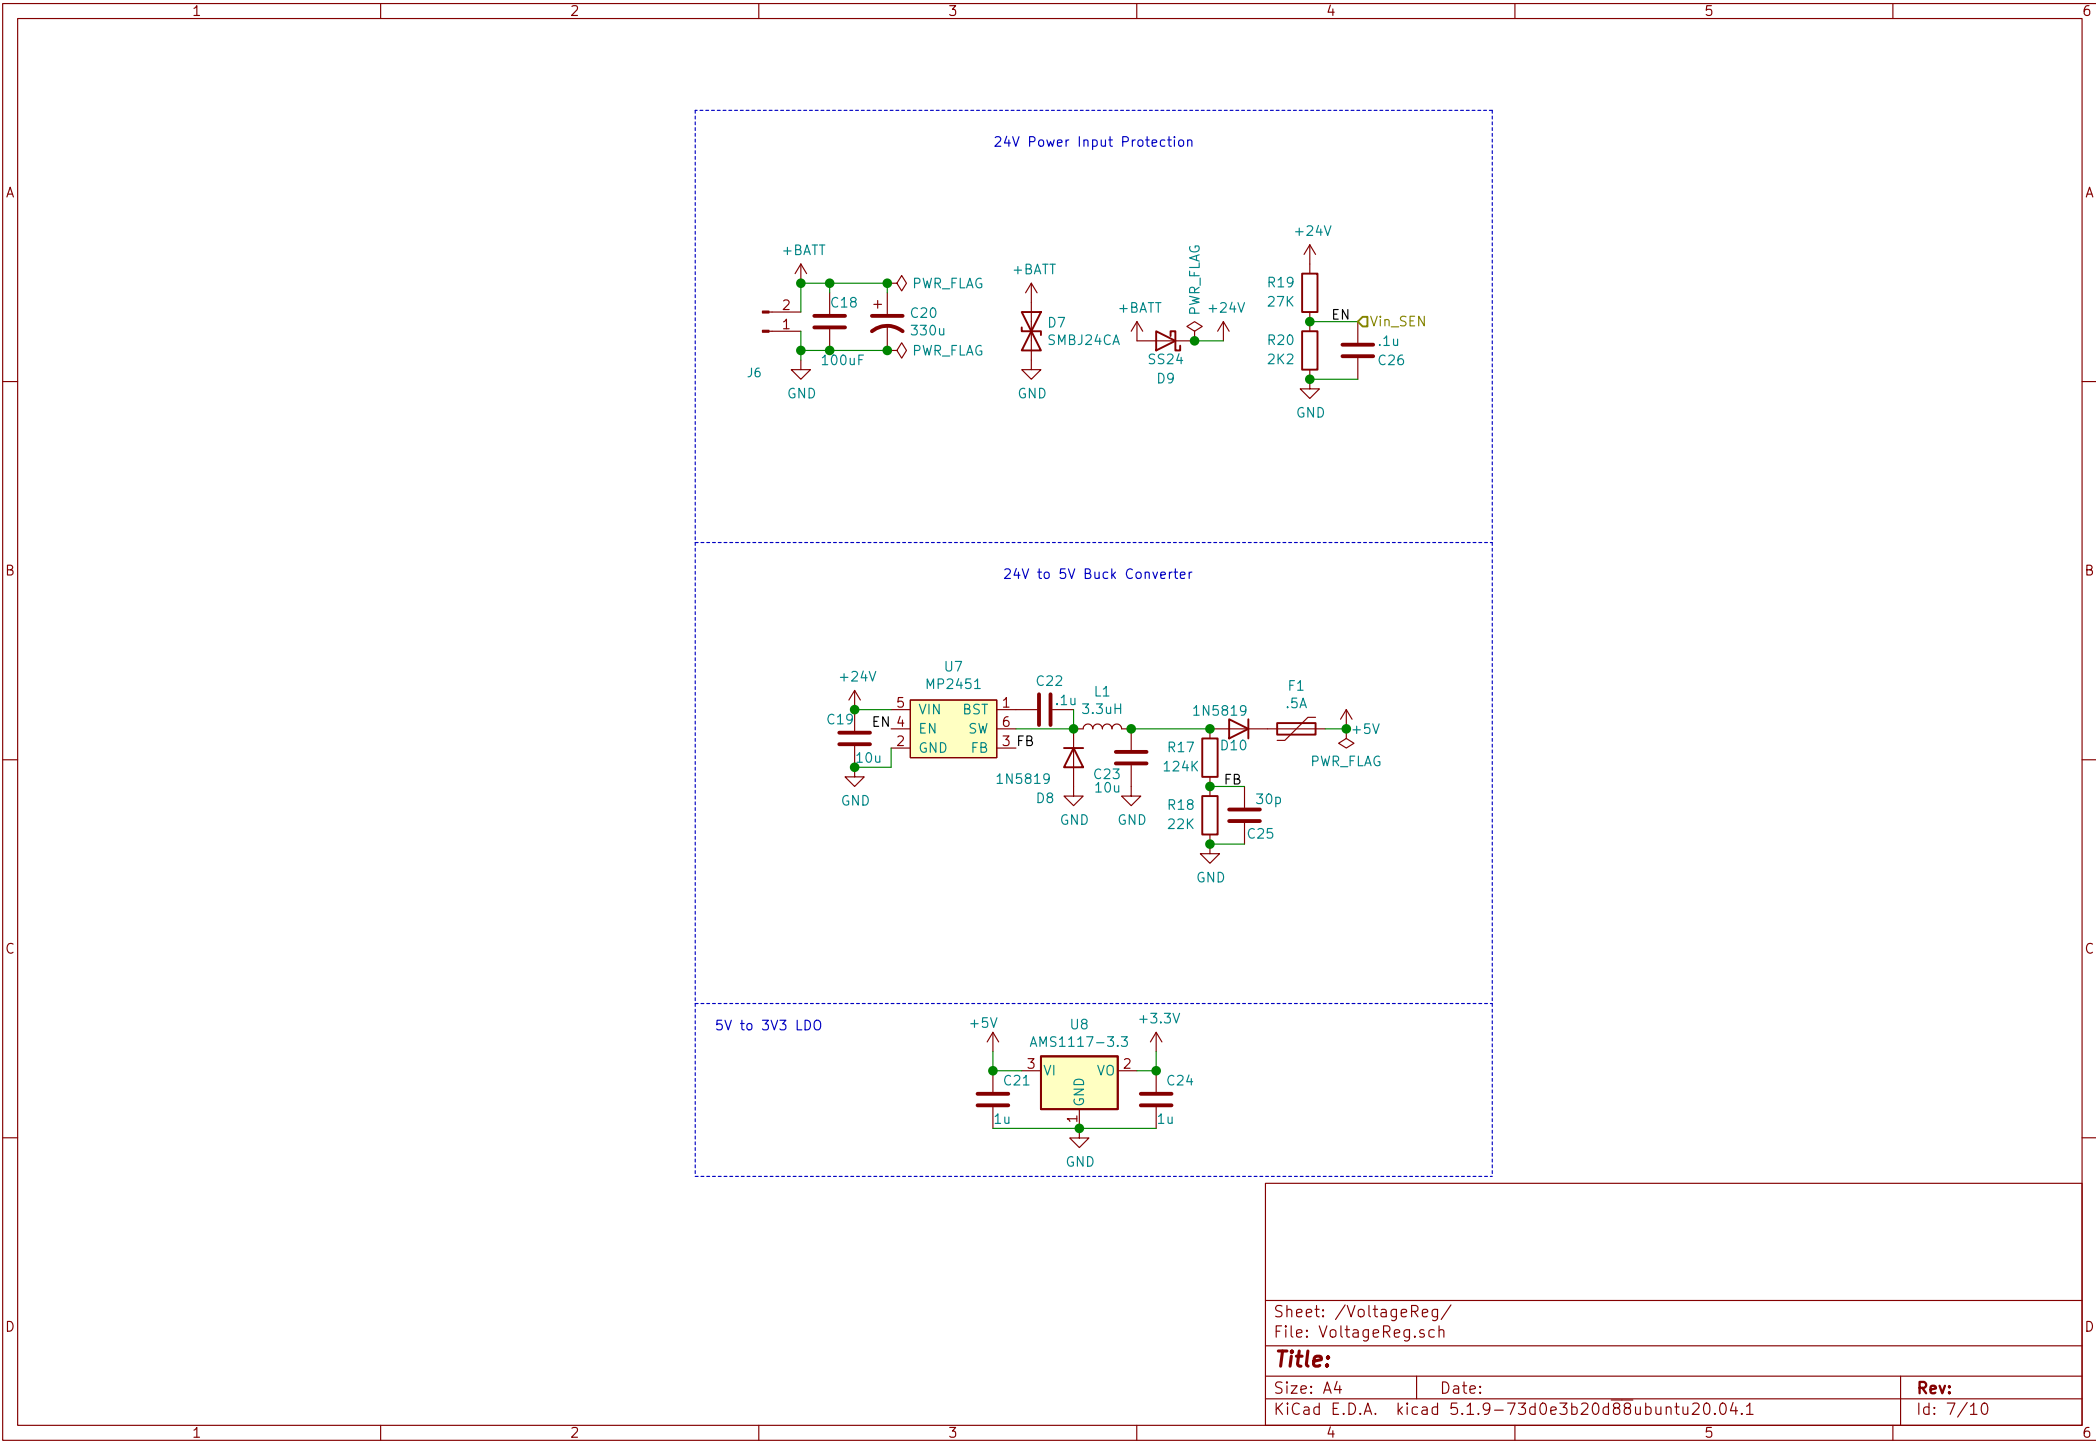 1 2 3 4 5 6
A A
B B
C C
D D
24V Power Input Protection
+BATT
2
1
J6
C18
100uF
+
C20
330u
PWR_FLAG
PWR_FLAG
GND
+BATT
D7
SMBJ24CA
GND
+BATT
PWR_FLAG
+24V
SS24
D9
+24V
R19
27K
EN
Vin_SEN
R20
2K2
.1u
C26
GND
24V to 5V Buck Converter
+24V
C19
10u
GND
EN
U7
MP2451
5 VIN BST 1
4 EN SW 6
2 GND FB 3
FB
C22
.1u
L1
3.3uH
1N5819
D8
GND
C23
10u
GND
R17
124K
FB
R18
22K
30p
C25
GND
1N5819
D10
F1
.5A
+5V
PWR_FLAG
5V to 3V3 LDO
+5V
C21
1u
U8
AMS1117-3.3
3 VI VO 2
GND
1
GND
+3.3V
C24
1u
Sheet: /VoltageReg/
File: VoltageReg.sch
Title:
Size: A4 Date: Rev:
KiCad E.D.A. kicad 5.1.9-73d0e3b20d88ubuntu20.04.1 Id: 7/10
1 2 3 4 5 6